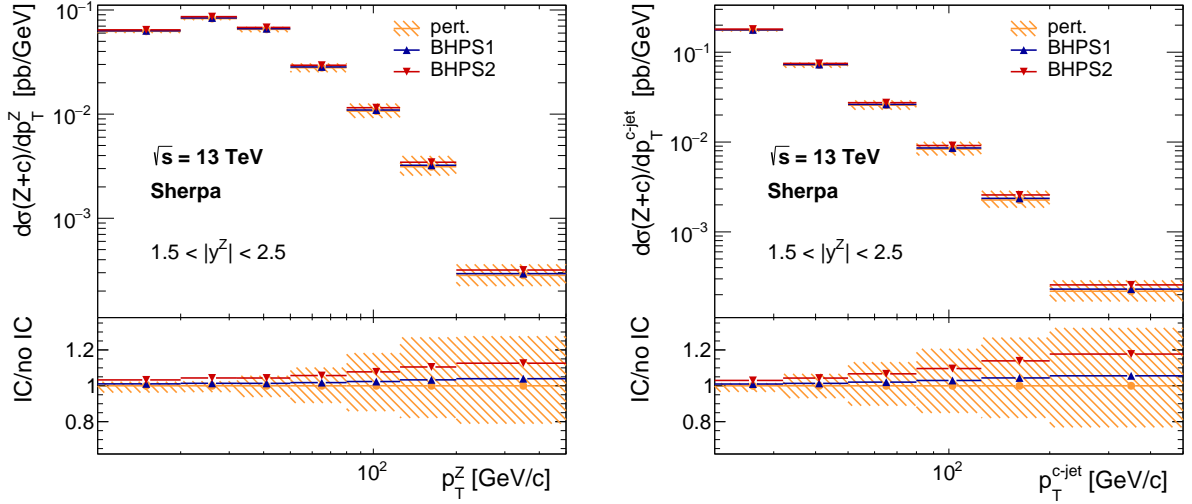 dσ(Z+c)/dp_T^Z [pb/GeV]
10⁻¹
10⁻²
10⁻³
pert.
BHPS1
BHPS2
√s = 13 TeV
Sherpa
1.5 < |y^Z| < 2.5
IC/no IC
1.2
1
0.8
10²
p_T^Z [GeV/c]
dσ(Z+c)/dp_T^c-jet [pb/GeV]
10⁻¹
10⁻²
10⁻³
pert.
BHPS1
BHPS2
√s = 13 TeV
Sherpa
1.5 < |y^Z| < 2.5
IC/no IC
1.2
1
0.8
10²
p_T^c-jet [GeV/c]